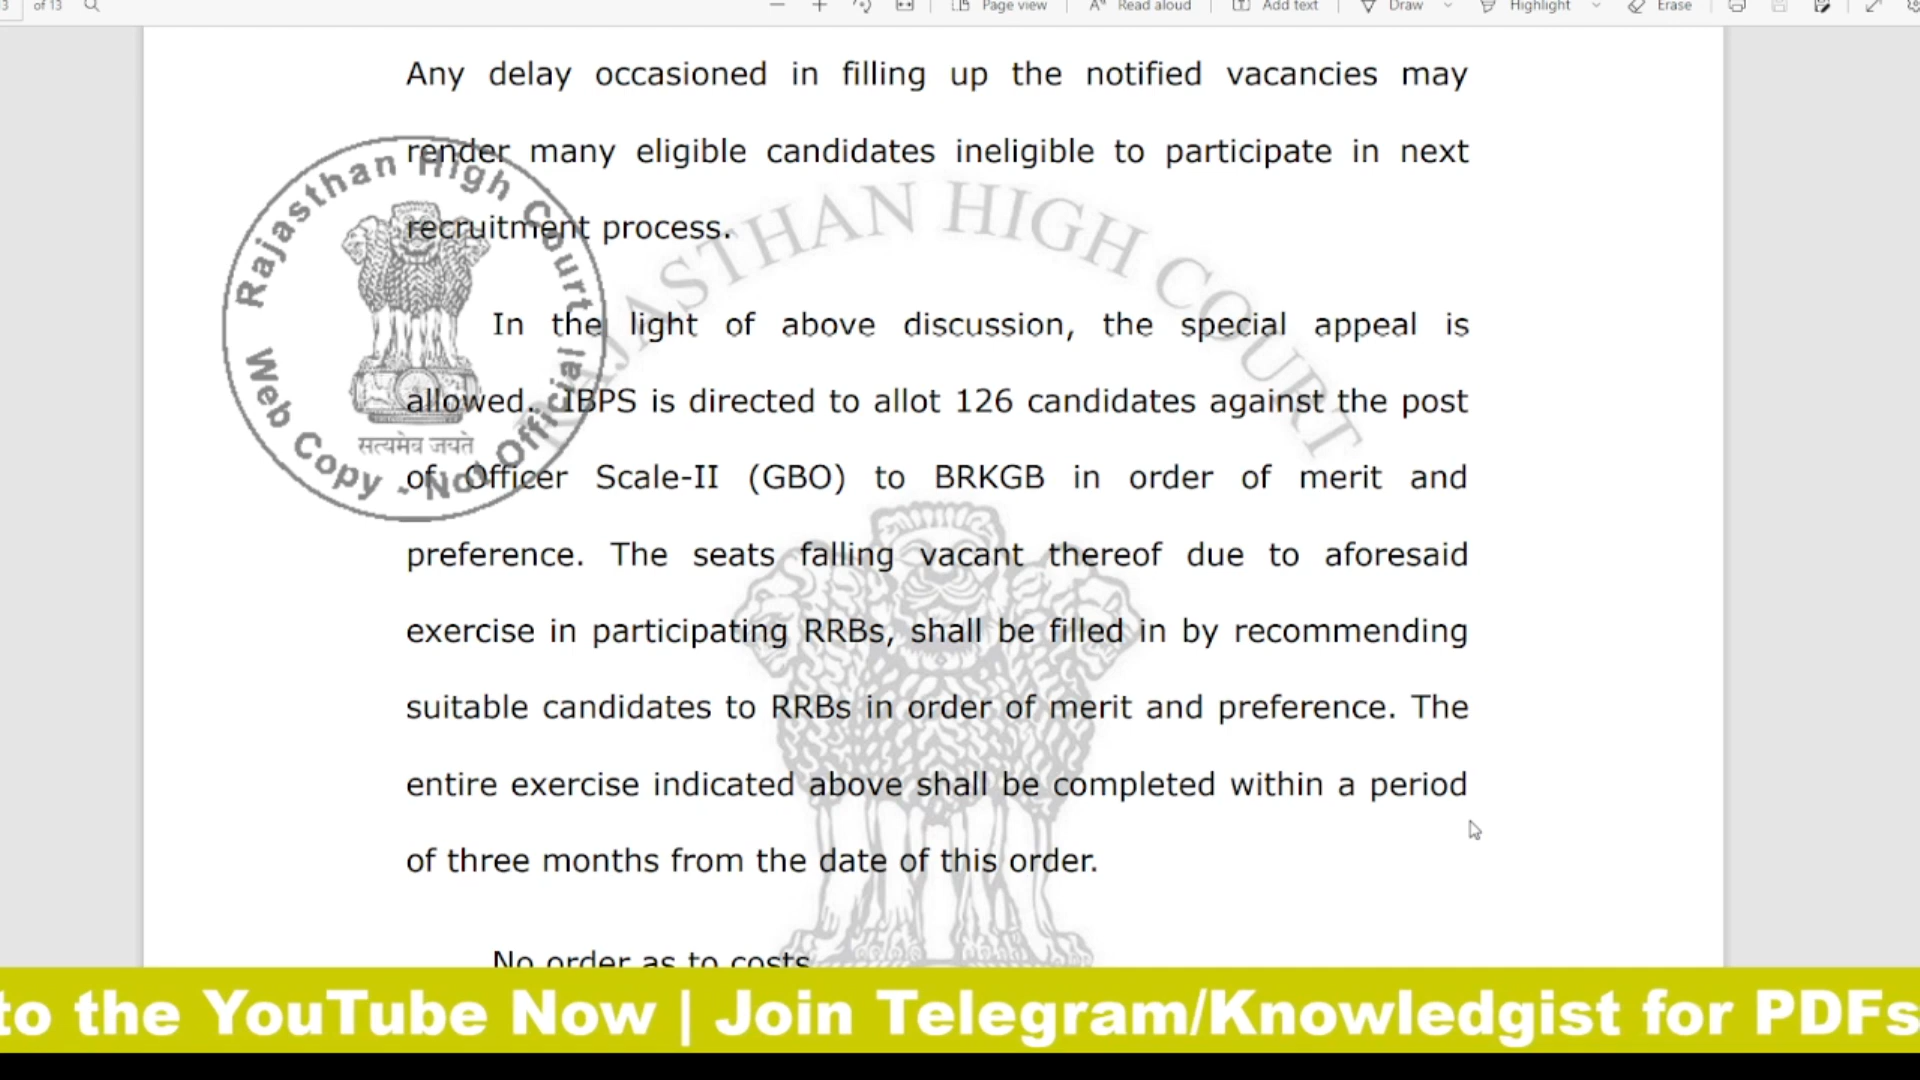 3 of 13 Page view Read aloud Add text Draw Highlight Erase
Any delay occasioned in filling up the notified vacancies may
render many eligible candidates ineligible to participate in next
recruitment process.
In the light of above discussion, the special appeal is
allowed. IBPS is directed to allot 126 candidates against the post
of Officer Scale-II (GBO) to BRKGB in order of merit and
preference. The seats falling vacant thereof due to aforesaid
exercise in participating RRBs, shall be filled in by recommending
suitable candidates to RRBs in order of merit and preference. The
entire exercise indicated above shall be completed within a period
of three months from the date of this order.
No order as to costs
Rajasthan High Court
Web Copy - Not Official
सत्यमेव जयते
RAJASTHAN HIGH COURT
to the YouTube Now | Join Telegram/Knowledgist for PDFs